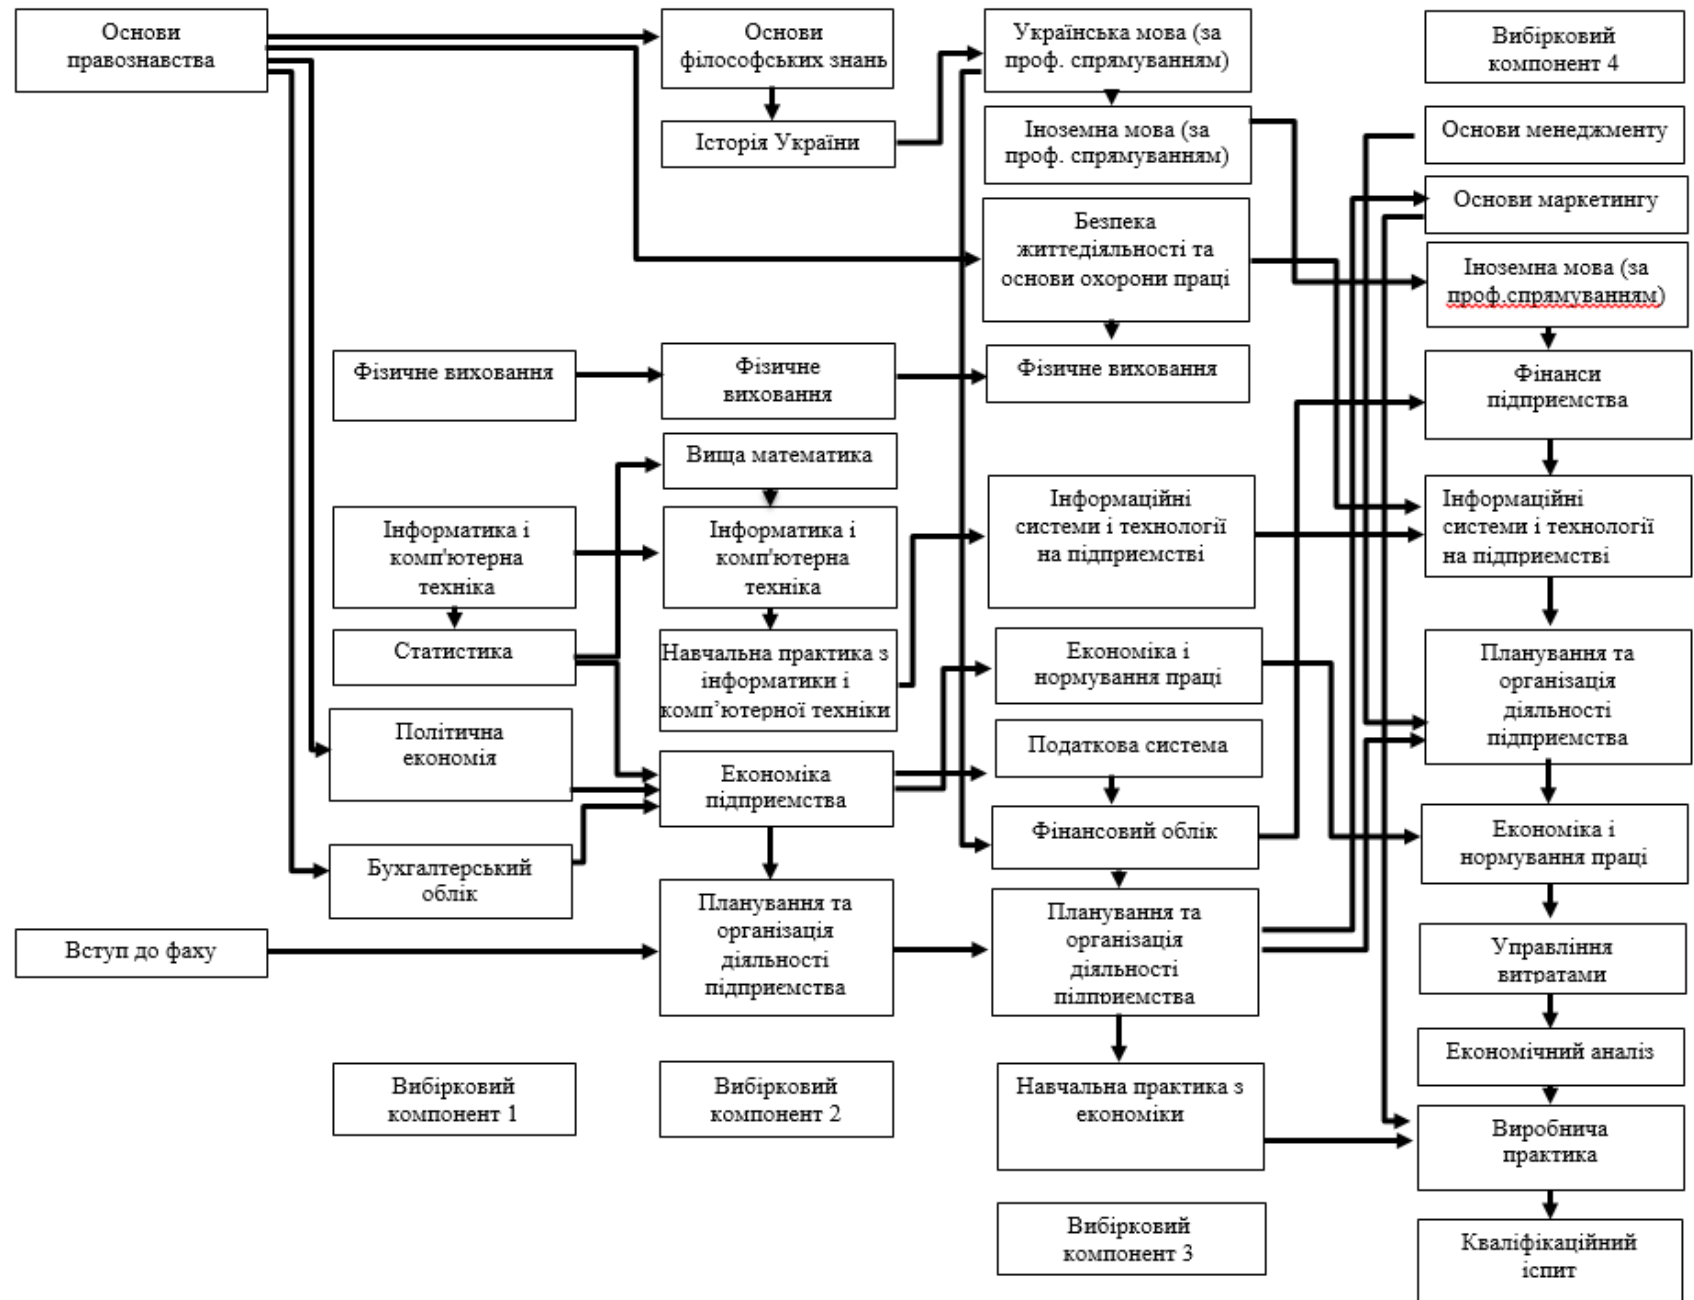 Основи
правознавства
Вступ до фаху
Фізичне виховання
Інформатика і
комп'ютерна
техніка
Статистика
Політична
економія
Бухгалтерський
облік
Вибірковий
компонент 1
Основи
філософських знань
Історія України
Фізичне
виховання
Вища математика
Інформатика і
комп'ютерна
техніка
Навчальна практика з
інформатики і
комп’ютерної техніки
Економіка
підприємства
Планування та
організація
діяльності
підприємства
Вибірковий
компонент 2
Українська мова (за
проф. спрямуванням)
Іноземна мова (за
проф. спрямуванням)
Безпека
життєдіяльності та
основи охорони праці
Фізичне виховання
Інформаційні
системи і технології
на підприємстві
Економіка і
нормування праці
Податкова система
Фінансовий облік
Планування та
організація
діяльності
підприємства
Навчальна практика з
економіки
Вибірковий
компонент 3
Вибірковий
компонент 4
Основи менеджменту
Основи маркетингу
Іноземна мова (за
проф.спрямуванням)
Фінанси
підприємства
Інформаційні
системи і технології
на підприємстві
Планування та
організація
діяльності
підприємства
Економіка і
нормування праці
Управління
витратами
Економічний аналіз
Виробнича
практика
Кваліфікаційний
іспит